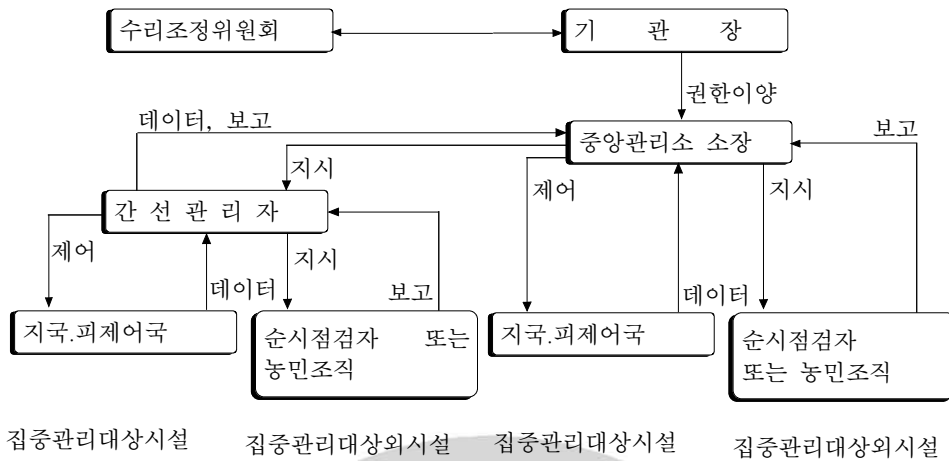 수리조정위원회
기 관 장
권한이양
데이터, 보고
중앙관리소 소장
보고
지시
제어
지시
간 선 관 리 자
제어
지시
데이터
보고
데이터
지국.피제어국
순시점검자 또는
농민조직
지국.피제어국
순시점검자
또는 농민조직
집중관리대상시설
집중관리대상외시설
집중관리대상시설
집중관리대상외시설